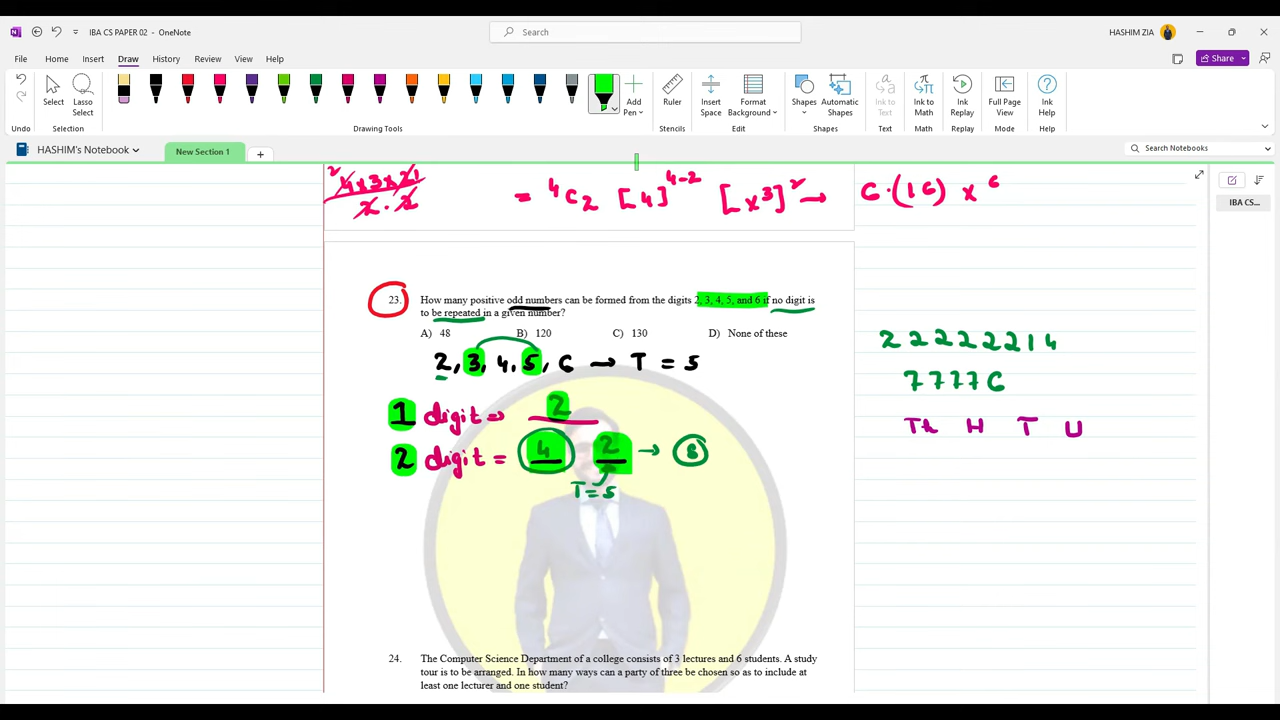 IBA CS PAPER 02 - OneNote
Search
HASHIM ZIA
File Home Insert Draw History Review View Help
Share
Select
Lasso Select
Add Pen
Ruler
Insert Space
Format Background
Shapes
Automatic Shapes
Ink to Text
Ink to Math
Ink Replay
Full Page View
Ink Help
Undo Selection Drawing Tools Stencils Edit Shapes Text Math Replay Mode Help
HASHIM's Notebook New Section 1 + Search Notebooks
IBA CS...
= ⁴C₂ [4]⁴⁻² [x³]² → 6·(16) x⁶
23. How many positive odd numbers can be formed from the digits 2, 3, 4, 5, and 6 if no digit is
to be repeated in a given number?
A) 48 B) 120 C) 130 D) None of these
2, 3, 4, 5, 6 → T = 5
1 digit ⇒ 2
2 digit = 4 2 → 8
T = 5
2 2 2 2 2 2 1 4
7 7 7 7 6
Th H T U
24. The Computer Science Department of a college consists of 3 lectures and 6 students. A study
tour is to be arranged. In how many ways can a party of three be chosen so as to include at
least one lecturer and one student?